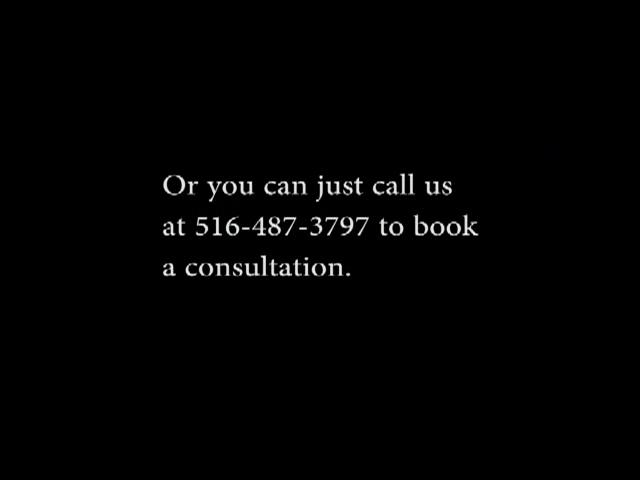 Or you can just call us
at 516-487-3797 to book
a consultation.